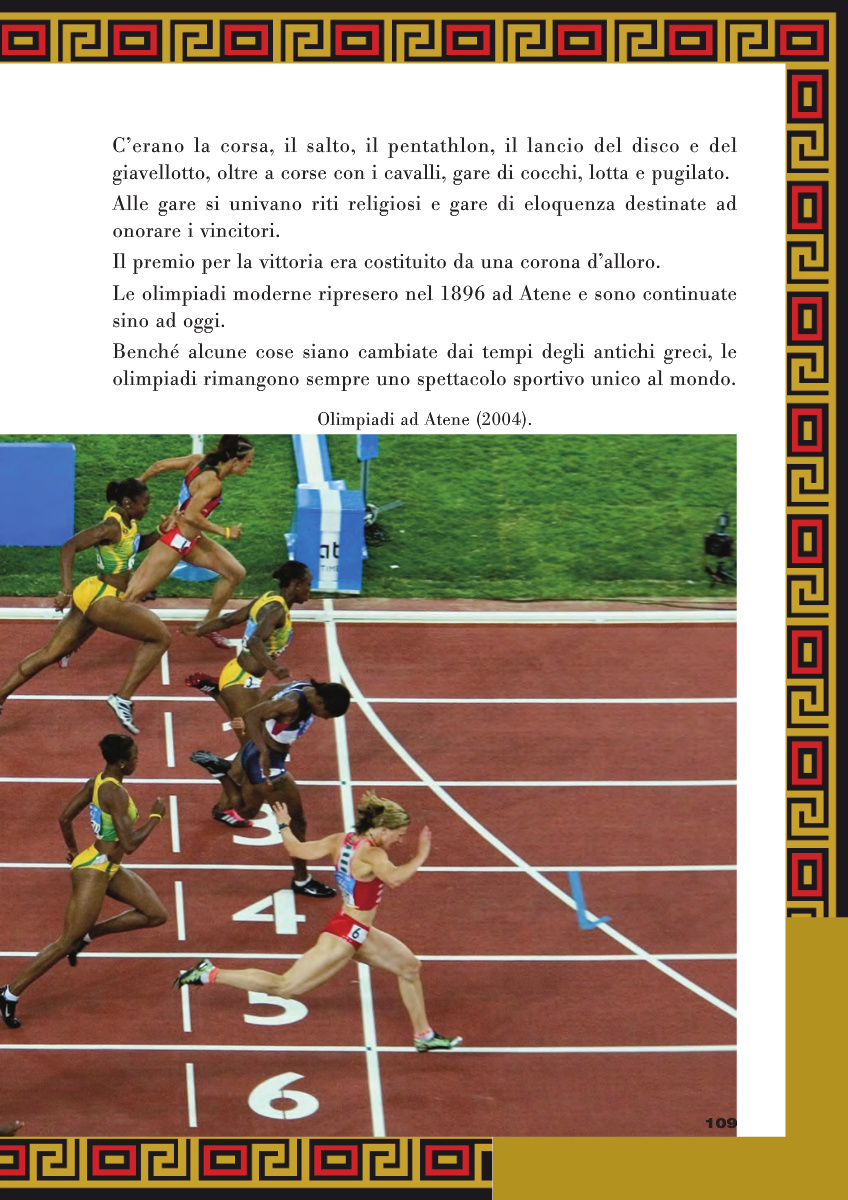 C'erano la corsa, il salto, il pentathlon, il lancio del disco e del
giavellotto, oltre a corse con i cavalli, gare di cocchi, lotta e pugilato.
Alle gare si univano riti religiosi e gare di eloquenza destinate ad
onorare i vincitori.
Il premio per la vittoria era costituito da una corona d'alloro.
Le olimpiadi moderne ripresero nel 1896 ad Atene e sono continuate
sino ad oggi.
Benché alcune cose siano cambiate dai tempi degli antichi greci, le
olimpiadi rimangono sempre uno spettacolo sportivo unico al mondo.
Olimpiadi ad Atene (2004).
at
3
4
6
5
6
109